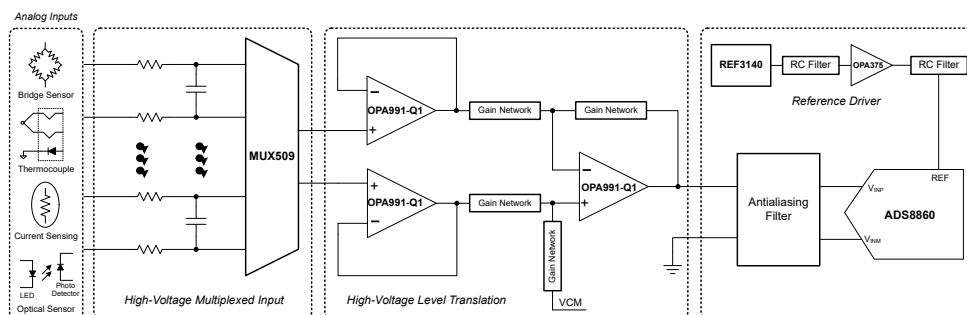 Analog Inputs
Bridge Sensor
Thermocouple
Current Sensing
LED
Photo
Detector
Optical Sensor
MUX509
High-Voltage Multiplexed Input
−
OPA991-Q1
+
+
OPA991-Q1
−
Gain Network
Gain Network
−
OPA991-Q1
+
Gain Network
Gain Network
VCM
High-Voltage Level Translation
REF3140
RC Filter
OPA375
RC Filter
Reference Driver
Antialiasing
Filter
REF
VINP
ADS8860
VINM